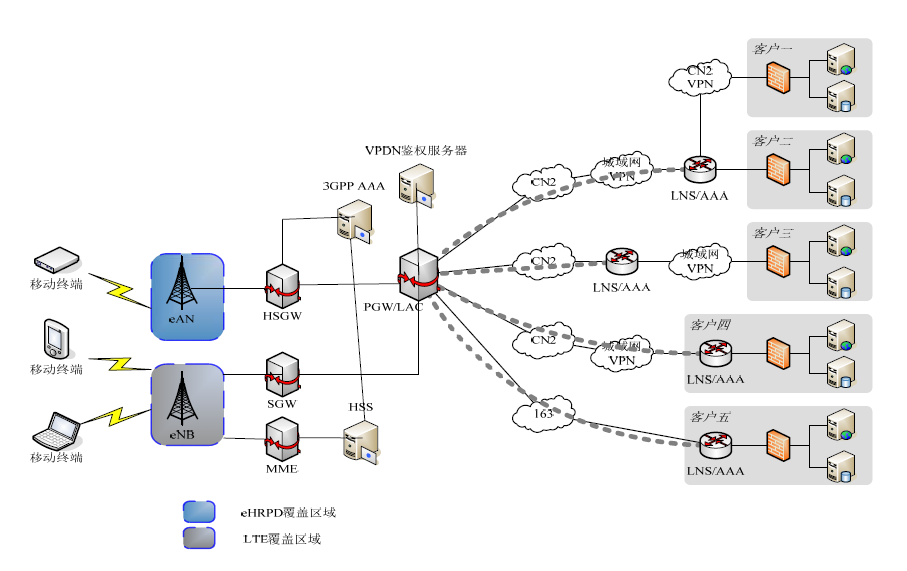 客户一
CN2
VPN
VPDN鉴权服务器
客户二
城域网
VPN
3GPP AAA
CN2
LNS/AAA
客户三
移动终端
eAN
HSGW
PGW/LAC
CN2
LNS/AAA
城域网
VPN
客户四
移动终端
CN2
城域网
VPN
LNS/AAA
SGW
HSS
163
客户五
eNB
移动终端
MME
LNS/AAA
eHRPD覆盖区域
LTE覆盖区域